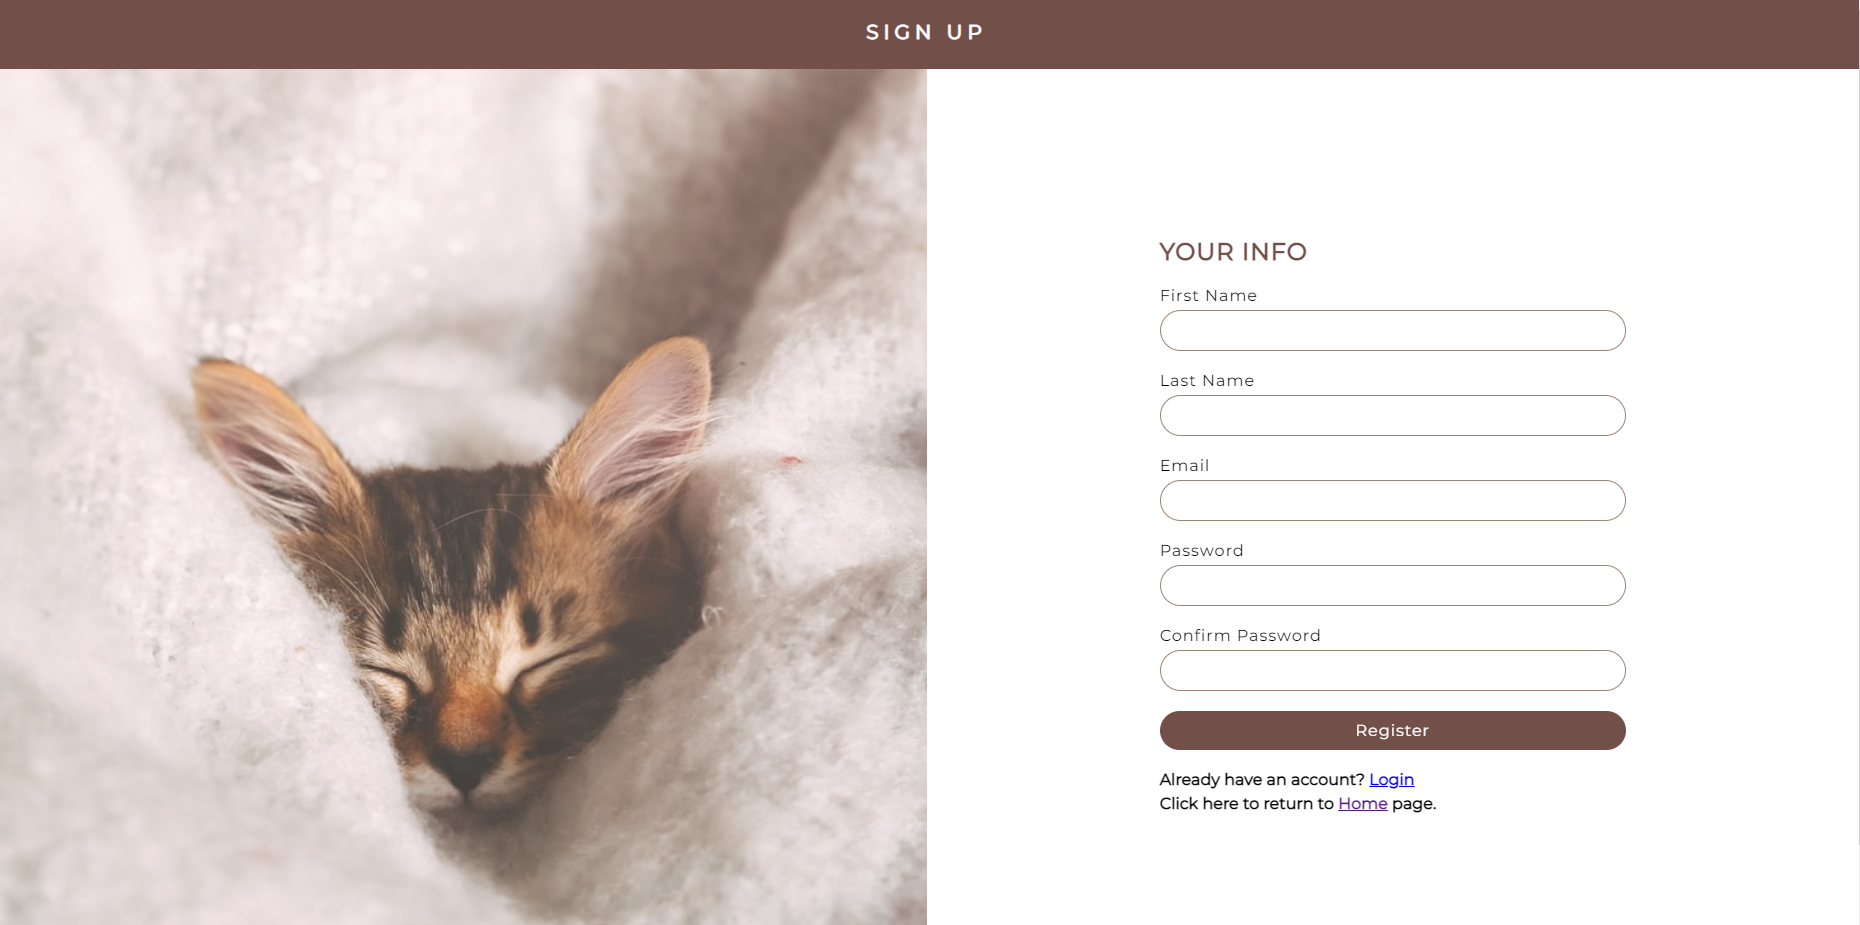 SIGN UP
YOUR INFO
First Name
Last Name
Email
Password
Confirm Password
Register
Already have an account? Login
Click here to return to Home page.